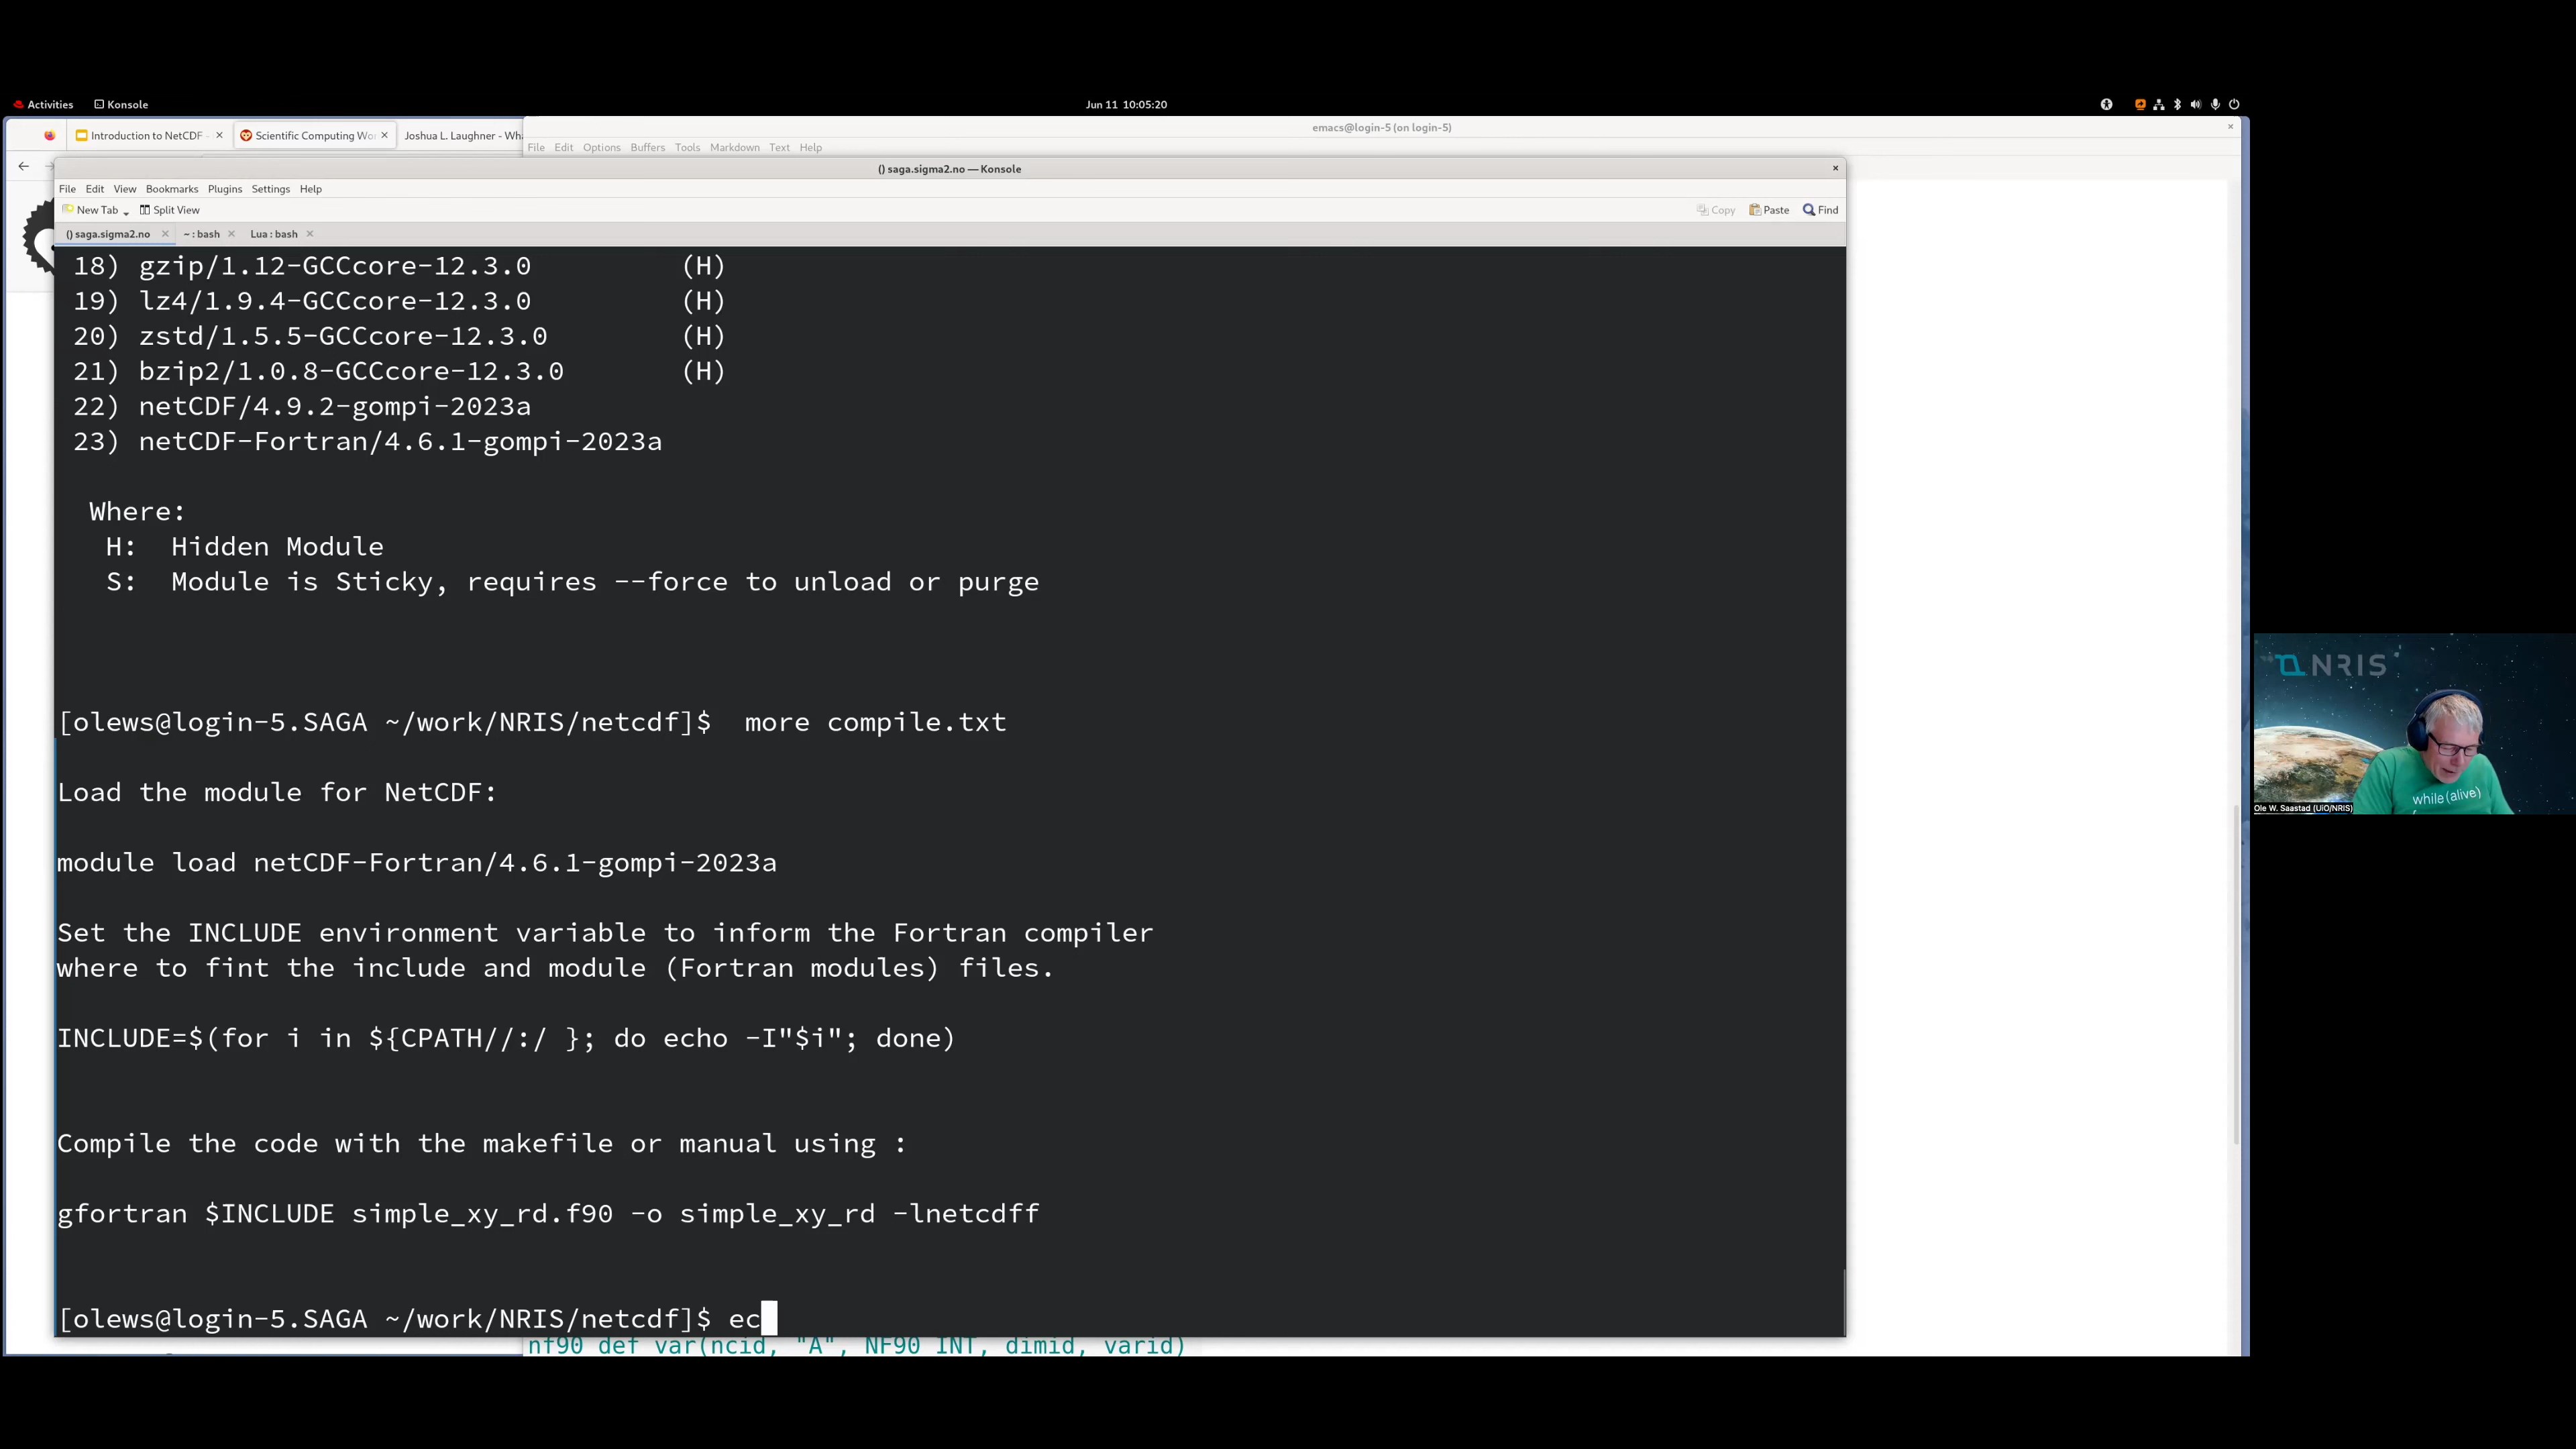 Activities Konsole Jun 11 10:05:20
Introduction to NetCDF - × Scientific Computing Wo × Joshua L. Laughner - Wh
emacs@login-5 (on login-5) ×
File Edit Options Buffers Tools Markdown Text Help
() saga.sigma2.no — Konsole ×
File Edit View Bookmarks Plugins Settings Help
New Tab Split View Copy Paste Find
() saga.sigma2.no × ~ : bash × Lua : bash ×
18) gzip/1.12-GCCcore-12.3.0 (H)
19) lz4/1.9.4-GCCcore-12.3.0 (H)
20) zstd/1.5.5-GCCcore-12.3.0 (H)
21) bzip2/1.0.8-GCCcore-12.3.0 (H)
22) netCDF/4.9.2-gompi-2023a
23) netCDF-Fortran/4.6.1-gompi-2023a
Where:
H: Hidden Module
S: Module is Sticky, requires --force to unload or purge
[olews@login-5.SAGA ~/work/NRIS/netcdf]$ more compile.txt
Load the module for NetCDF:
module load netCDF-Fortran/4.6.1-gompi-2023a
Set the INCLUDE environment variable to inform the Fortran compiler
where to fint the include and module (Fortran modules) files.
INCLUDE=$(for i in ${CPATH//:/ }; do echo -I"$i"; done)
Compile the code with the makefile or manual using :
gfortran $INCLUDE simple_xy_rd.f90 -o simple_xy_rd -lnetcdff
[olews@login-5.SAGA ~/work/NRIS/netcdf]$ ec
nf90_def_var(ncid, "A", NF90_INT, dimid, varid)
NRIS
while(alive)
Ole W. Saastad (UiO/NRIS)